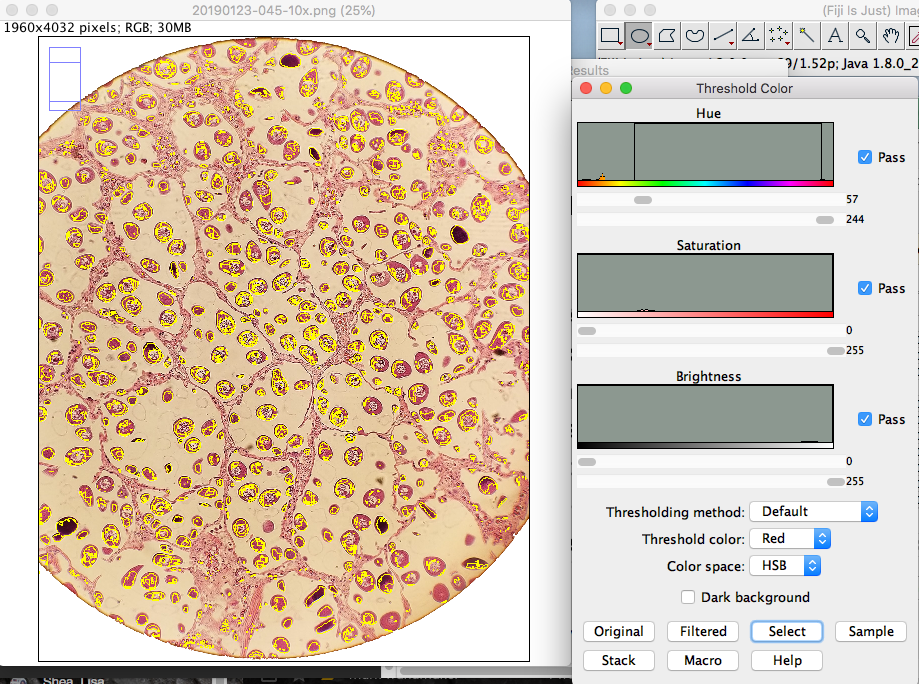 20190123-045-10x.png (25%)
1960x4032 pixels; RGB; 30MB
(Fiji Is Just) Ima
/1.52p; Java 1.8.0_2
esults
Threshold Color
Hue
Pass
57
244
Saturation
Pass
0
255
Brightness
Pass
0
255
Thresholding method: Default
Threshold color: Red
Color space: HSB
Dark background
Original Filtered Select Sample
Stack Macro Help
Shea Lisa